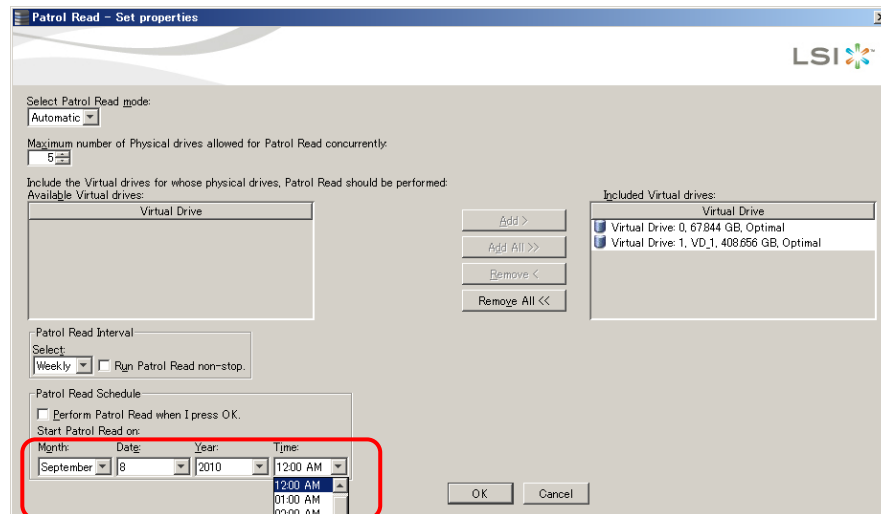 Patrol Read - Set properties
LSI
Select Patrol Read mode:
Automatic
Maximum number of Physical drives allowed for Patrol Read concurrently:
5
Include the Virtual drives for whose physical drives, Patrol Read should be performed:
Available Virtual drives:
Virtual Drive
Add >
Add All >>
Remove <
Remove All <<
Included Virtual drives:
Virtual Drive
Virtual Drive: 0, 67.844 GB, Optimal
Virtual Drive: 1, VD_1, 408.656 GB, Optimal
Patrol Read Interval
Select:
Weekly
Run Patrol Read non-stop.
Patrol Read Schedule
Perform Patrol Read when I press OK.
Start Patrol Read on:
Month: Date: Year: Time:
September 8 2010 12:00 AM
12:00 AM
01:00 AM
02:00 AM
OK Cancel